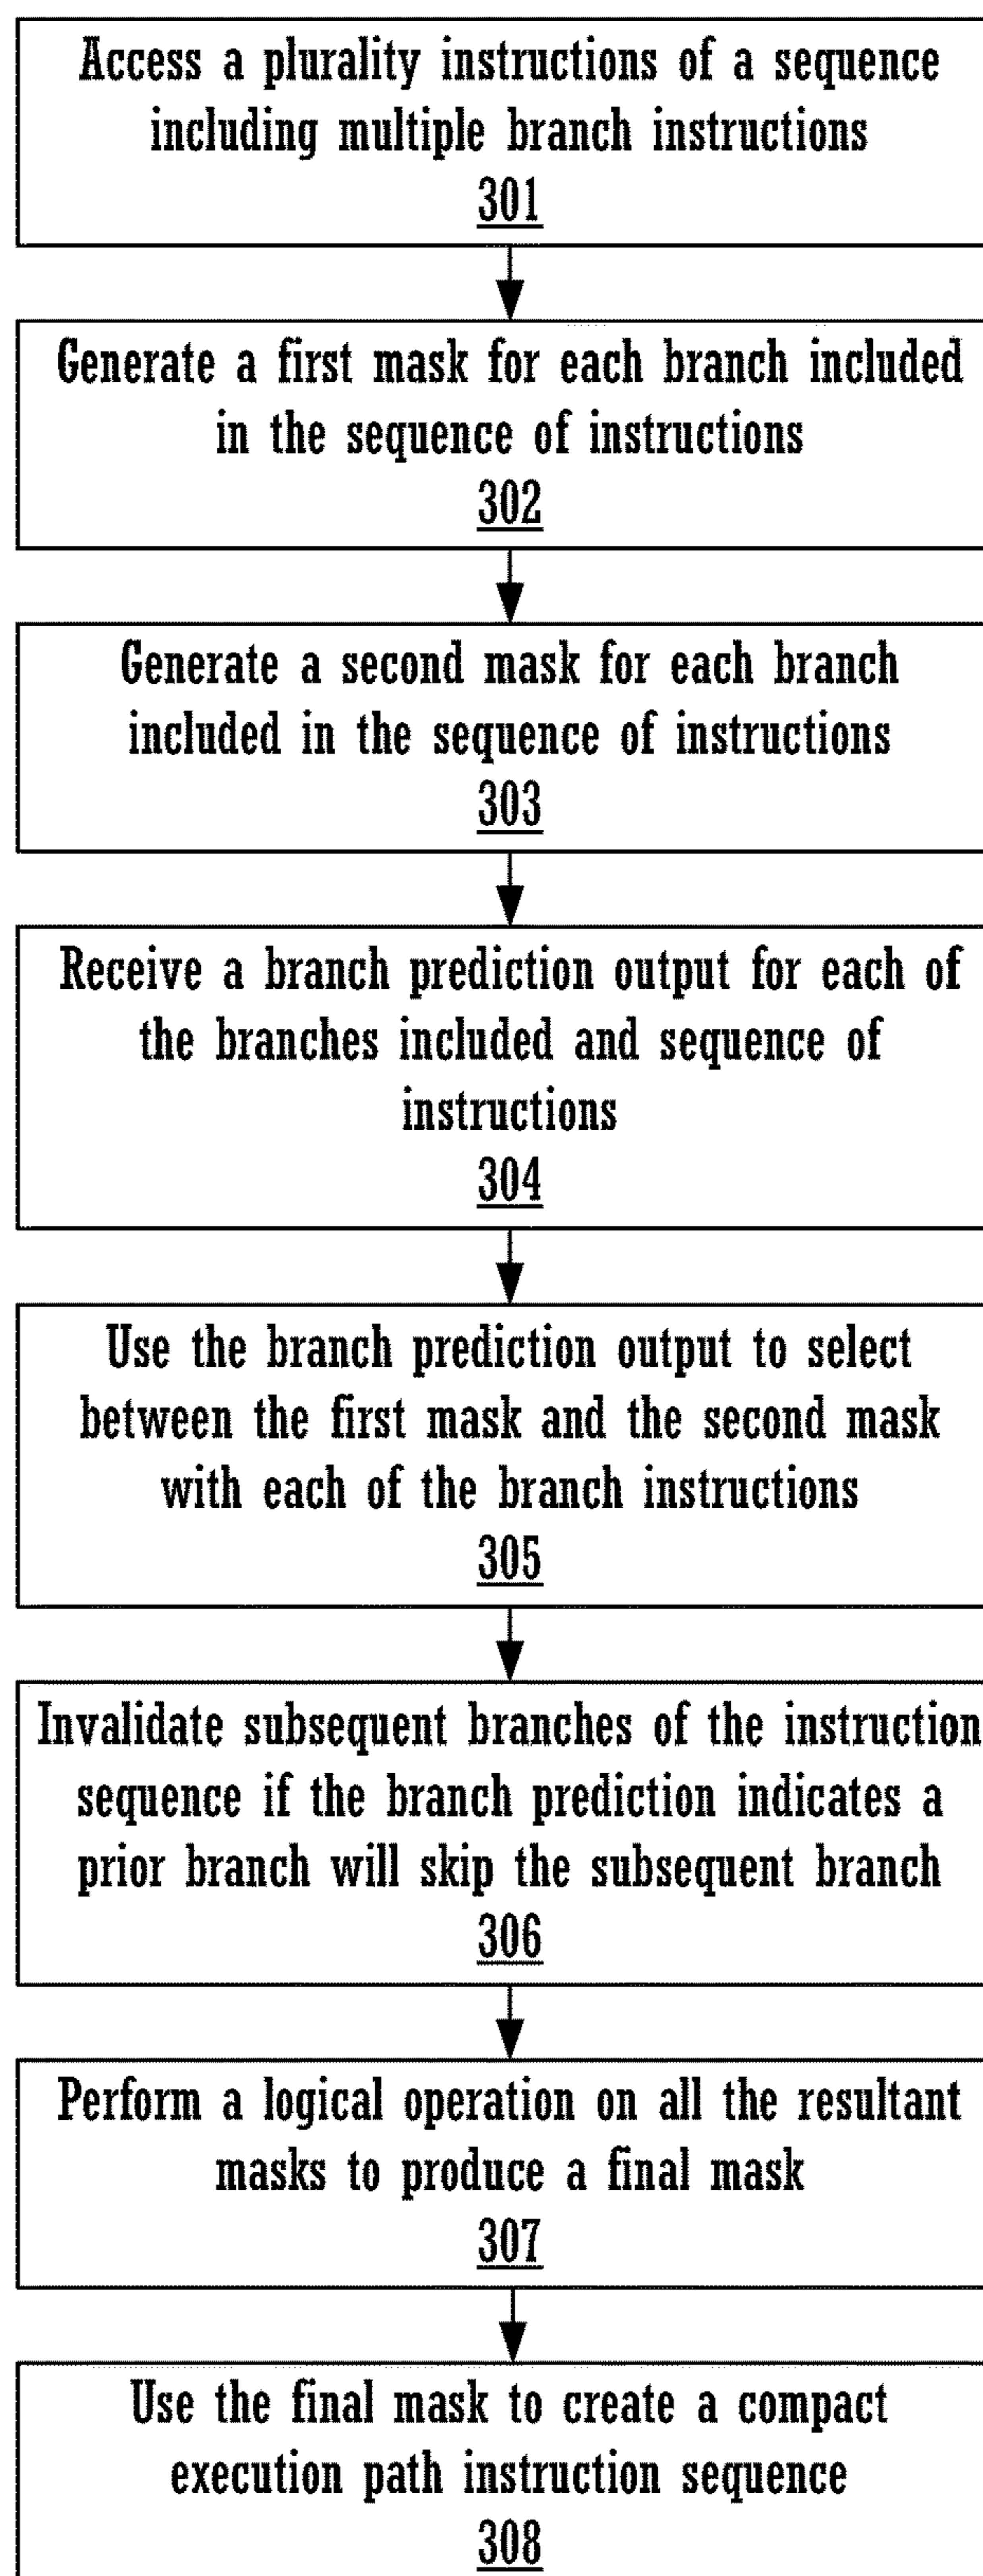 Access a plurality instructions of a sequence
including multiple branch instructions
301
Generate a first mask for each branch included
in the sequence of instructions
302
Generate a second mask for each branch
included in the sequence of instructions
303
Receive a branch prediction output for each of
the branches included and sequence of
instructions
304
Use the branch prediction output to select
between the first mask and the second mask
with each of the branch instructions
305
Invalidate subsequent branches of the instruction
sequence if the branch prediction indicates a
prior branch will skip the subsequent branch
306
Perform a logical operation on all the resultant
masks to produce a final mask
307
Use the final mask to create a compact
execution path instruction sequence
308